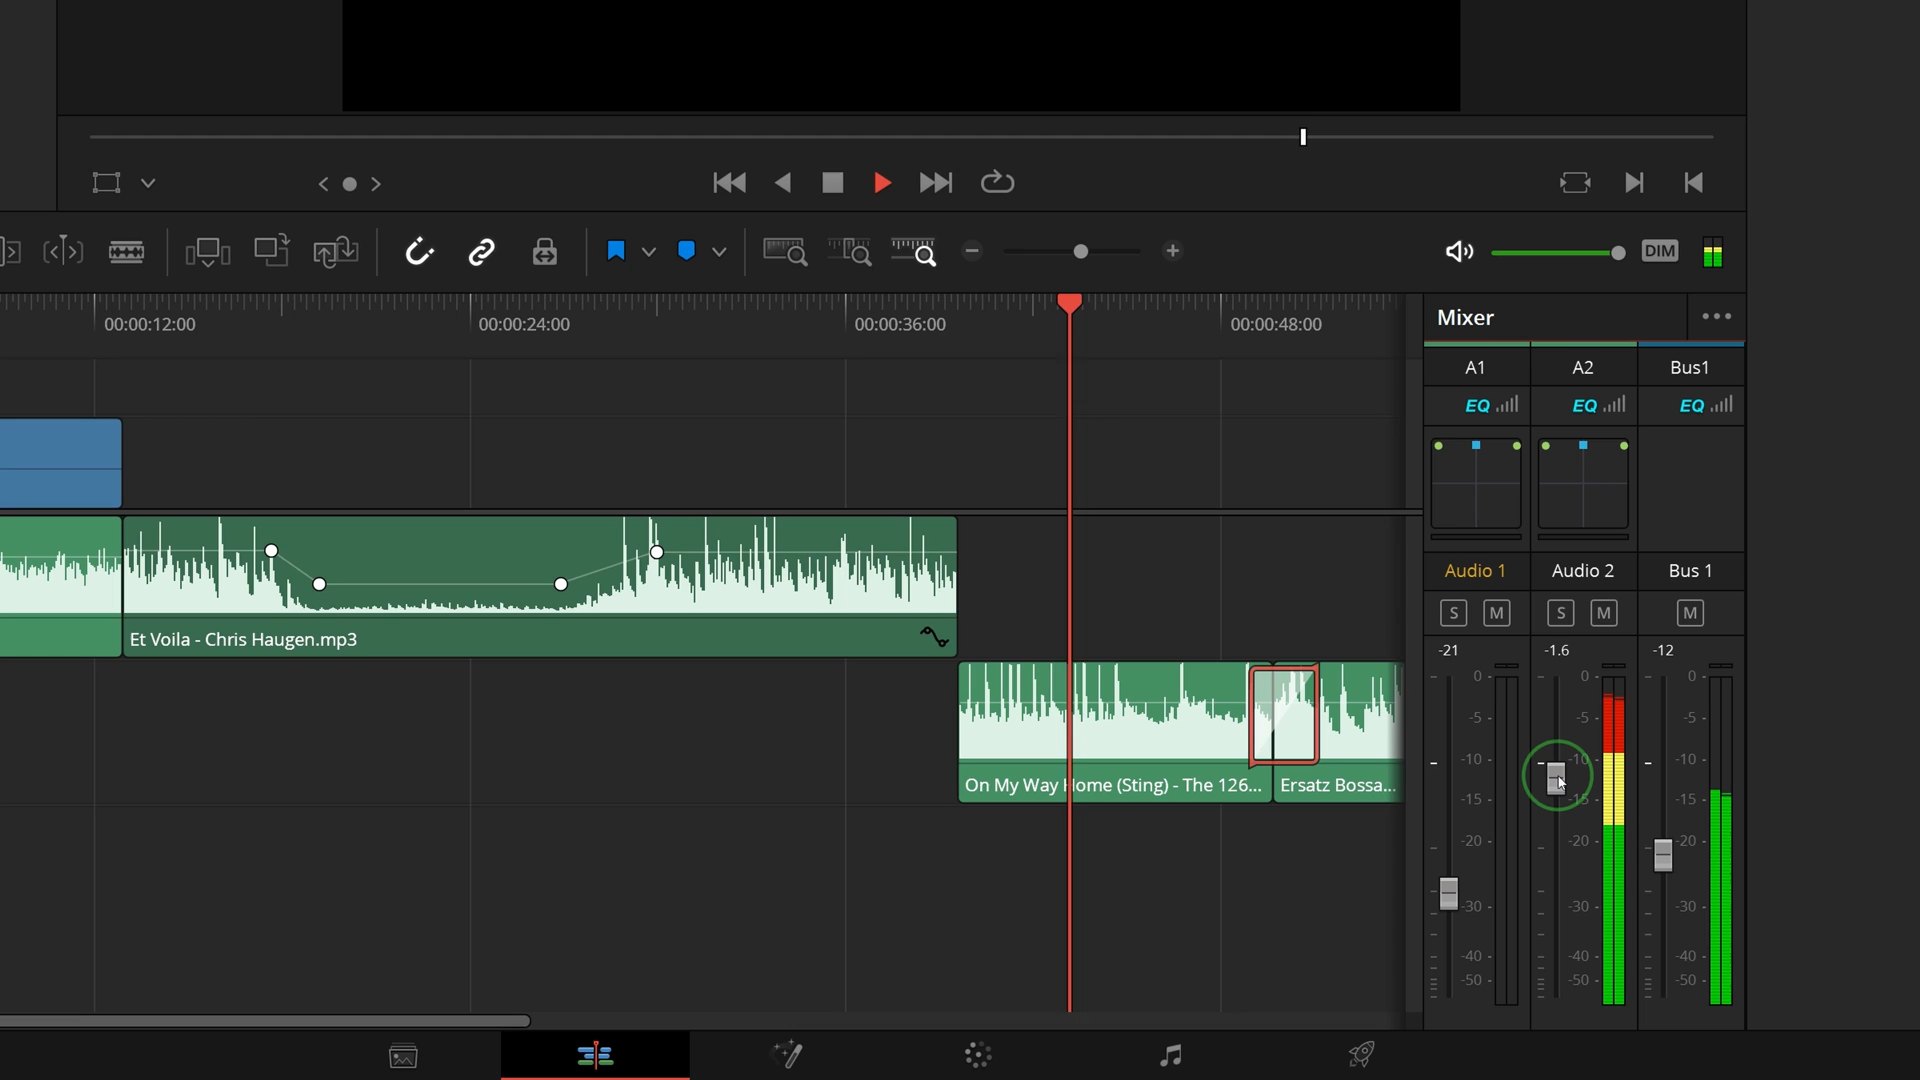 DIM
00:00:12:00 00:00:24:00 00:00:36:00 00:00:48:00
Mixer
A1 A2 Bus1
EQ EQ EQ
Audio 1 Audio 2 Bus 1
S M S M M
-21 -1.6 -12
0 0 0
-5 -5 -5
-10 -10 -10
-15 -15 -15
-20 -20 -20
-30 -30 -30
-40 -40 -40
-50 -50 -50
Et Voila - Chris Haugen.mp3
On My Way Home (Sting) - The 126... Ersatz Bossa...